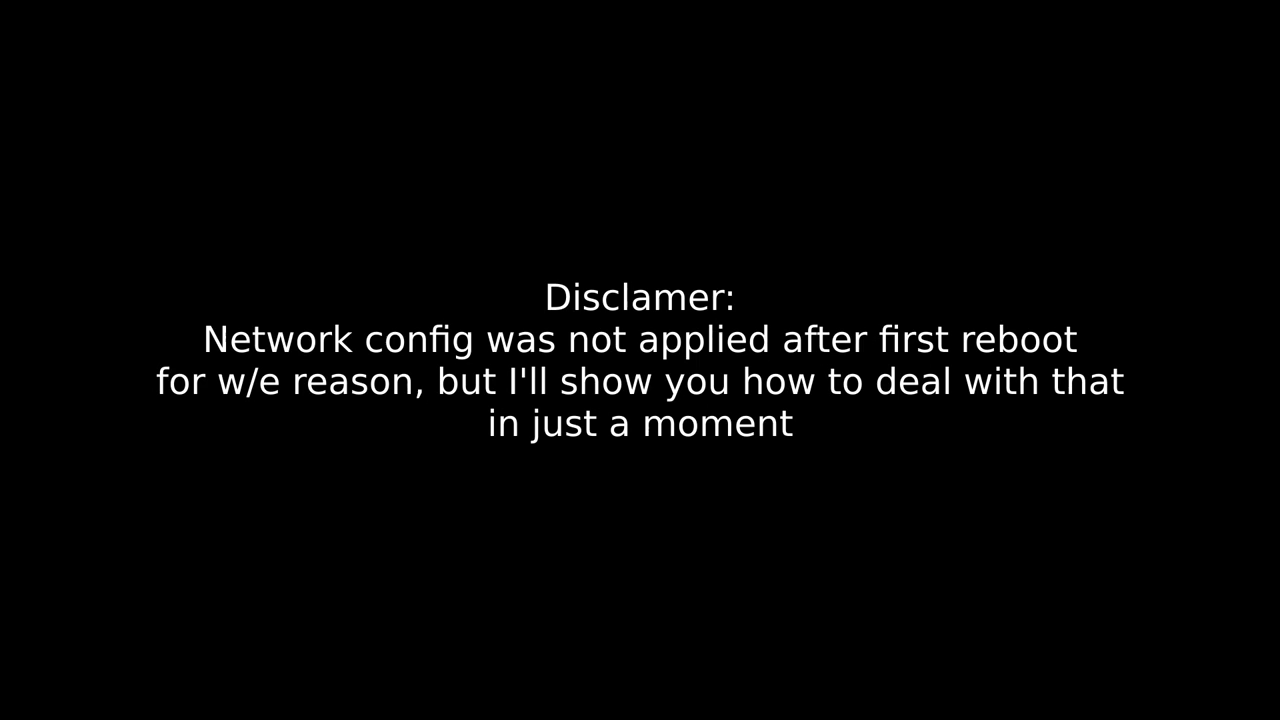 Disclamer:
Network config was not applied after first reboot
for w/e reason, but I'll show you how to deal with that
in just a moment